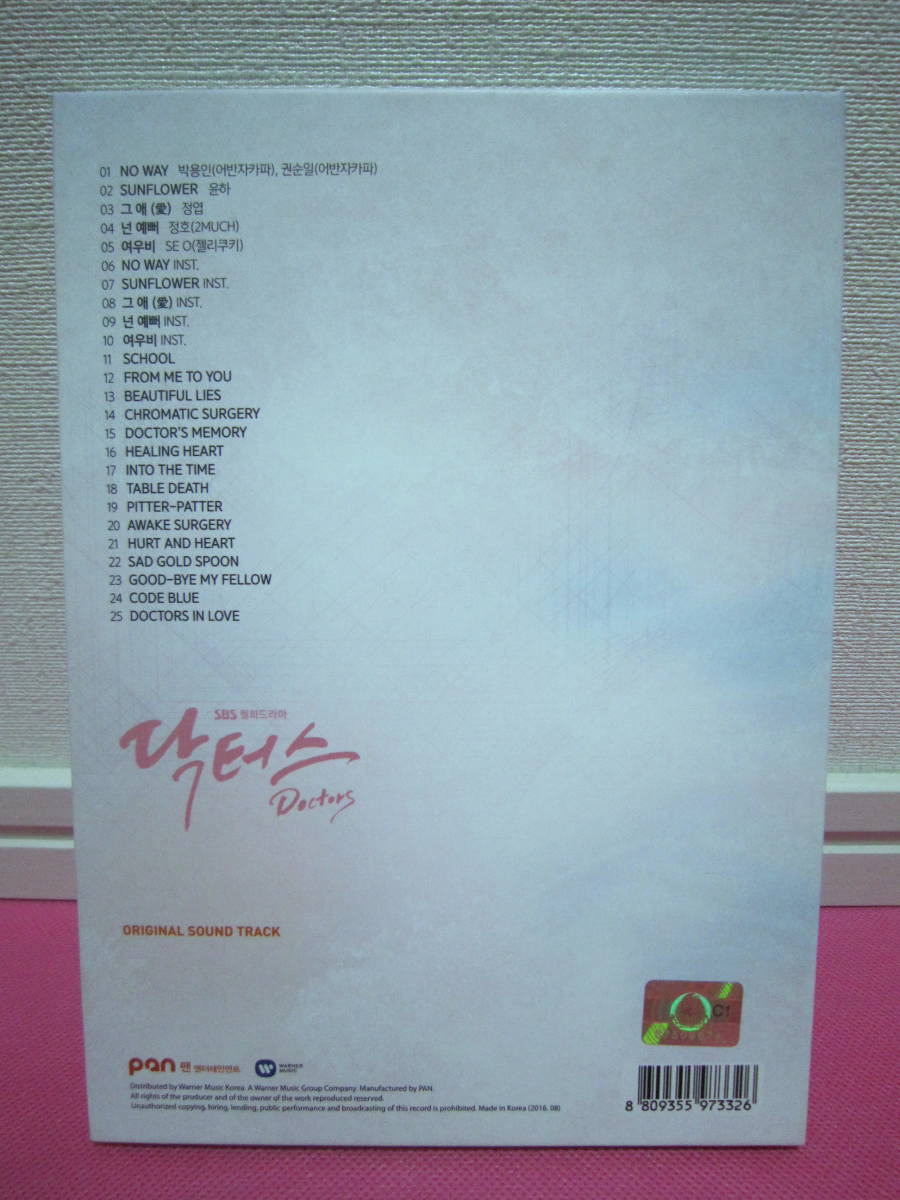 01 NO WAY 박용인(어반자카파), 권순일(어반자카파)
02 SUNFLOWER 윤하
03 그 애 (愛) 정엽
04 넌 예뻐 정호(2MUCH)
05 여우비 SE O(젤리쿠키)
06 NO WAY INST.
07 SUNFLOWER INST.
08 그 애 (愛) INST.
09 넌 예뻐 INST.
10 여우비 INST.
11 SCHOOL
12 FROM ME TO YOU
13 BEAUTIFUL LIES
14 CHROMATIC SURGERY
15 DOCTOR'S MEMORY
16 HEALING HEART
17 INTO THE TIME
18 TABLE DEATH
19 PITTER-PATTER
20 AWAKE SURGERY
21 HURT AND HEART
22 SAD GOLD SPOON
23 GOOD-BYE MY FELLOW
24 CODE BLUE
25 DOCTORS IN LOVE
SBS 월화드라마
닥터스
Doctors
ORIGINAL SOUND TRACK
C1
pan 팬 엔터테인먼트 WARNER MUSIC
Distributed by Warner Music Korea. A Warner Music Group Company. Manufactured by PAN.
All rights of the producer and of the owner of the work reproduced reserved.
Unauthorized copying, hiring, lending, public performance and broadcasting of this record is prohibited. Made in Korea (2016. 08)
8 809355 973326